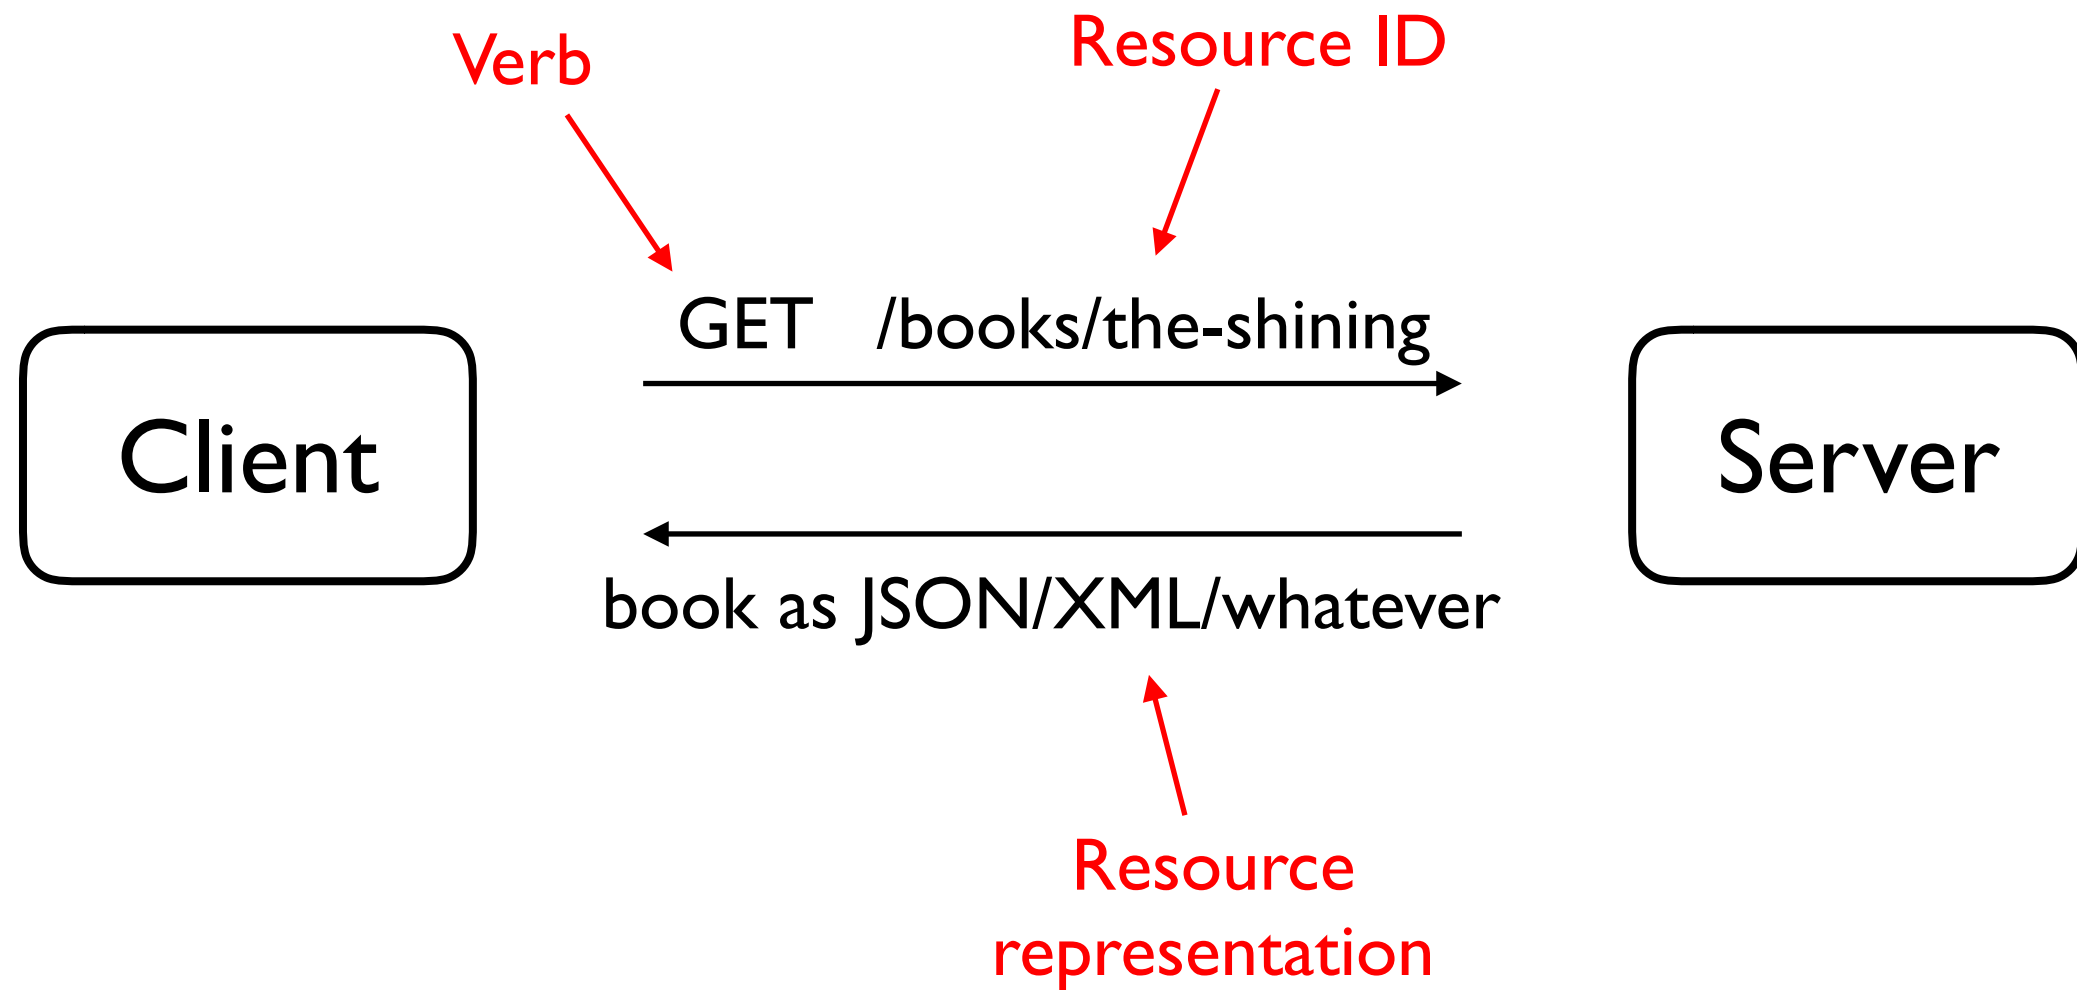 Verb
Resource ID
GET /books/the-shining
Client
Server
book as JSON/XML/whatever
Resource
representation